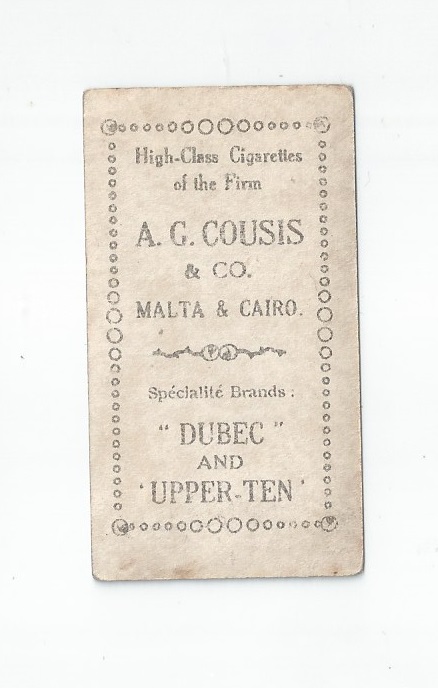 High-Class Cigarettes
of the Firm
A. G. COUSIS
& CO.
MALTA & CAIRO.
Spécialité Brands :
" DUBEC "
AND
' UPPER-TEN '